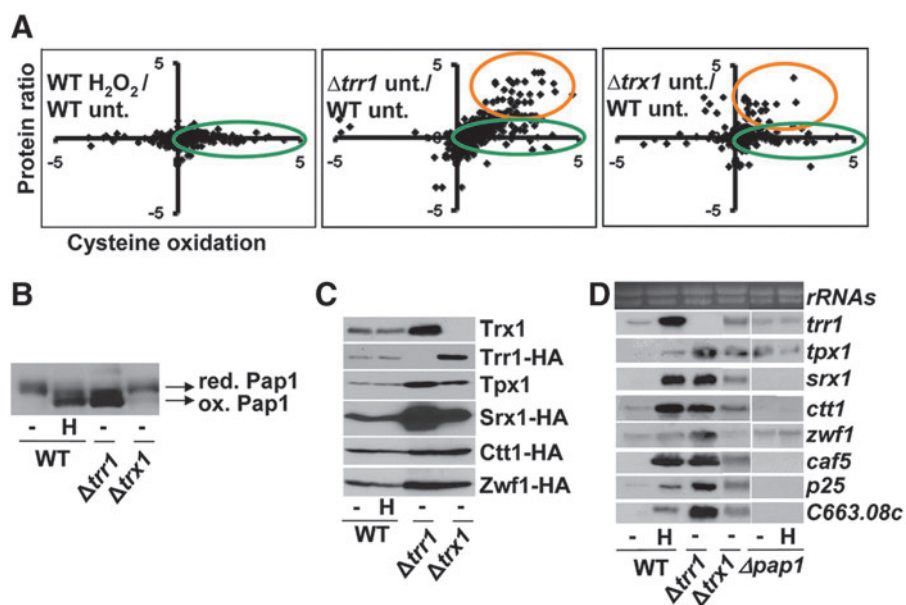 A
Protein ratio
WT H2O2/
WT unt.
5
-5
5
-5
Δtrr1 unt./
WT unt.
5
-5
5
-5
Δtrx1 unt./
WT unt.
5
-5
5
-5
Cysteine oxidation
B
red. Pap1
ox. Pap1
- H - -
WT Δtrr1 Δtrx1
C
Trx1
Trr1-HA
Tpx1
Srx1-HA
Ctt1-HA
Zwf1-HA
- H - -
WT Δtrr1 Δtrx1
D
rRNAs
trr1
tpx1
srx1
ctt1
zwf1
caf5
p25
C663.08c
- H - - - H
WT Δtrr1 Δtrx1 Δpap1